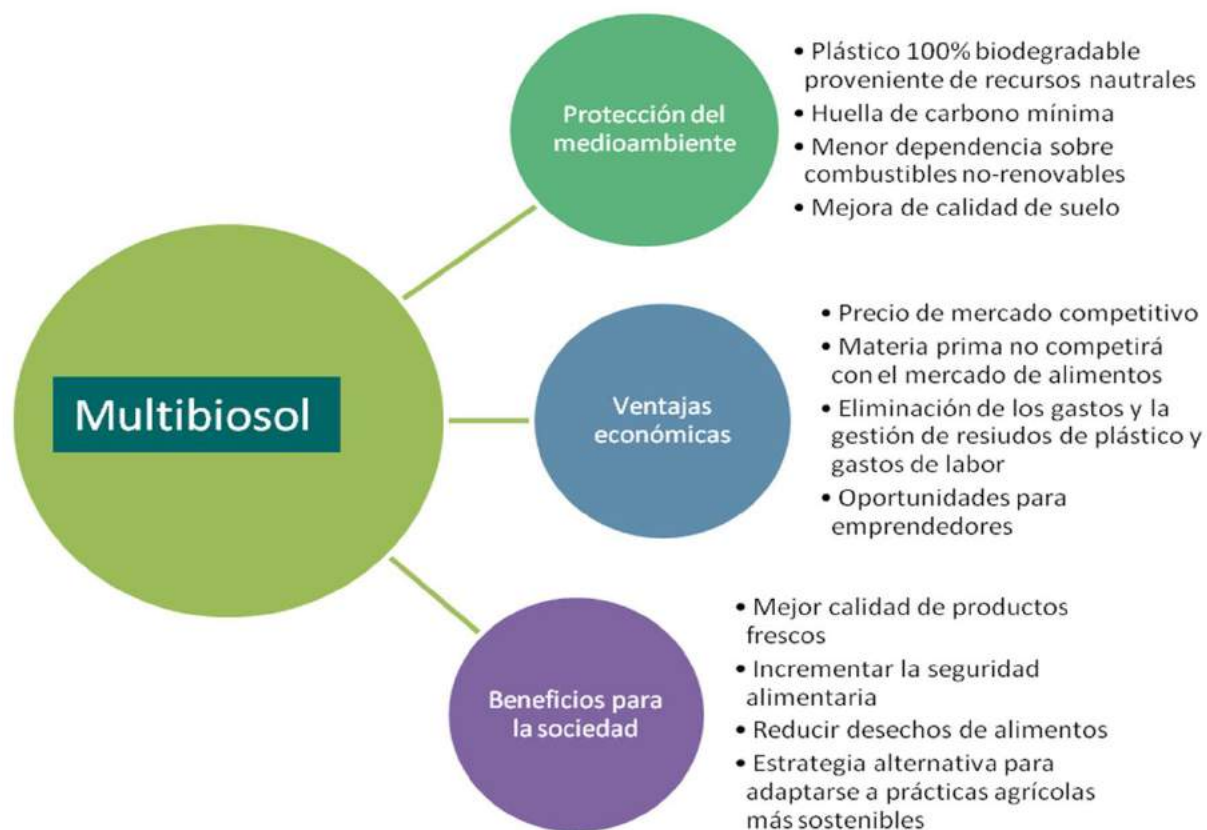 Multibiosol
Protección del
medioambiente
• Plástico 100% biodegradable
proveniente de recursos nautrales
• Huella de carbono mínima
• Menor dependencia sobre
combustibles no-renovables
• Mejora de calidad de suelo
Ventajas
económicas
• Precio de mercado competitivo
• Materia prima no competirá
con el mercado de alimentos
• Eliminación de los gastos y la
gestión de resiudos de plástico y
gastos de labor
• Oportunidades para
emprendedores
Beneficios para
la sociedad
• Mejor calidad de productos
frescos
• Incrementar la seguridad
alimentaria
• Reducir desechos de alimentos
• Estrategia alternativa para
adaptarse a prácticas agrícolas
más sostenibles